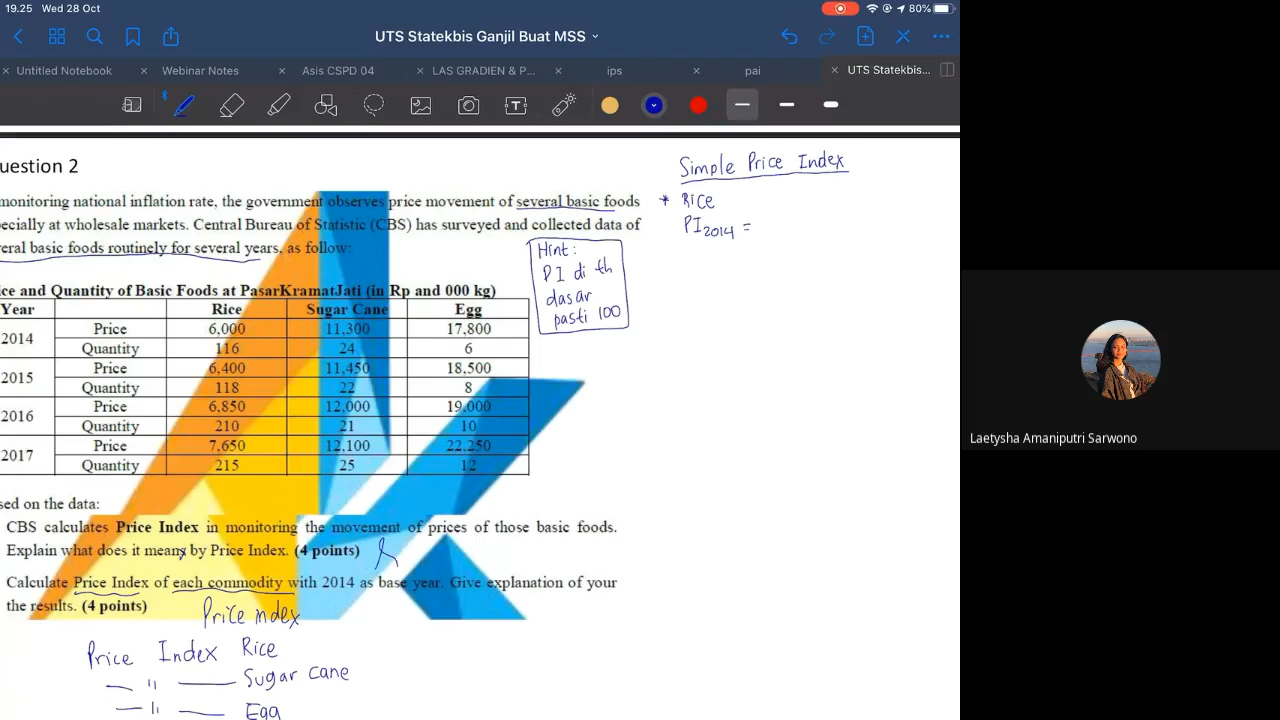 19.25 Wed 28 Oct
80%
UTS Statekbis Ganjil Buat MSS
Untitled Notebook
Webinar Notes
Asis CSPD 04
LAS GRADIEN & P...
ips
pai
UTS Statekbis...
uestion 2
monitoring national inflation rate, the government observes price movement of several basic foods
pecially at wholesale markets. Central Bureau of Statistic (CBS) has surveyed and collected data of
veral basic foods routinely for several years, as follow:
ice and Quantity of Basic Foods at PasarKramatJati (in Rp and 000 kg)
Year Rice Sugar Cane Egg
2014 Price 6,000 11,300 17,800
Quantity 116 24 6
2015 Price 6,400 11,450 18,500
Quantity 118 22 8
2016 Price 6,850 12,000 19,000
Quantity 210 21 10
2017 Price 7,650 12,100 22,250
Quantity 215 25 12
sed on the data:
CBS calculates Price Index in monitoring the movement of prices of those basic foods.
Explain what does it means by Price Index. (4 points)
Calculate Price Index of each commodity with 2014 as base year. Give explanation of your
the results. (4 points)
Price ndex
Price Index Rice
— " — Sugar cane
— " — Egg
Hint:
PI di th
dasar
pasti 100
Simple Price Index
* Rice
PI2014 =
Laetysha Amaniputri Sarwono